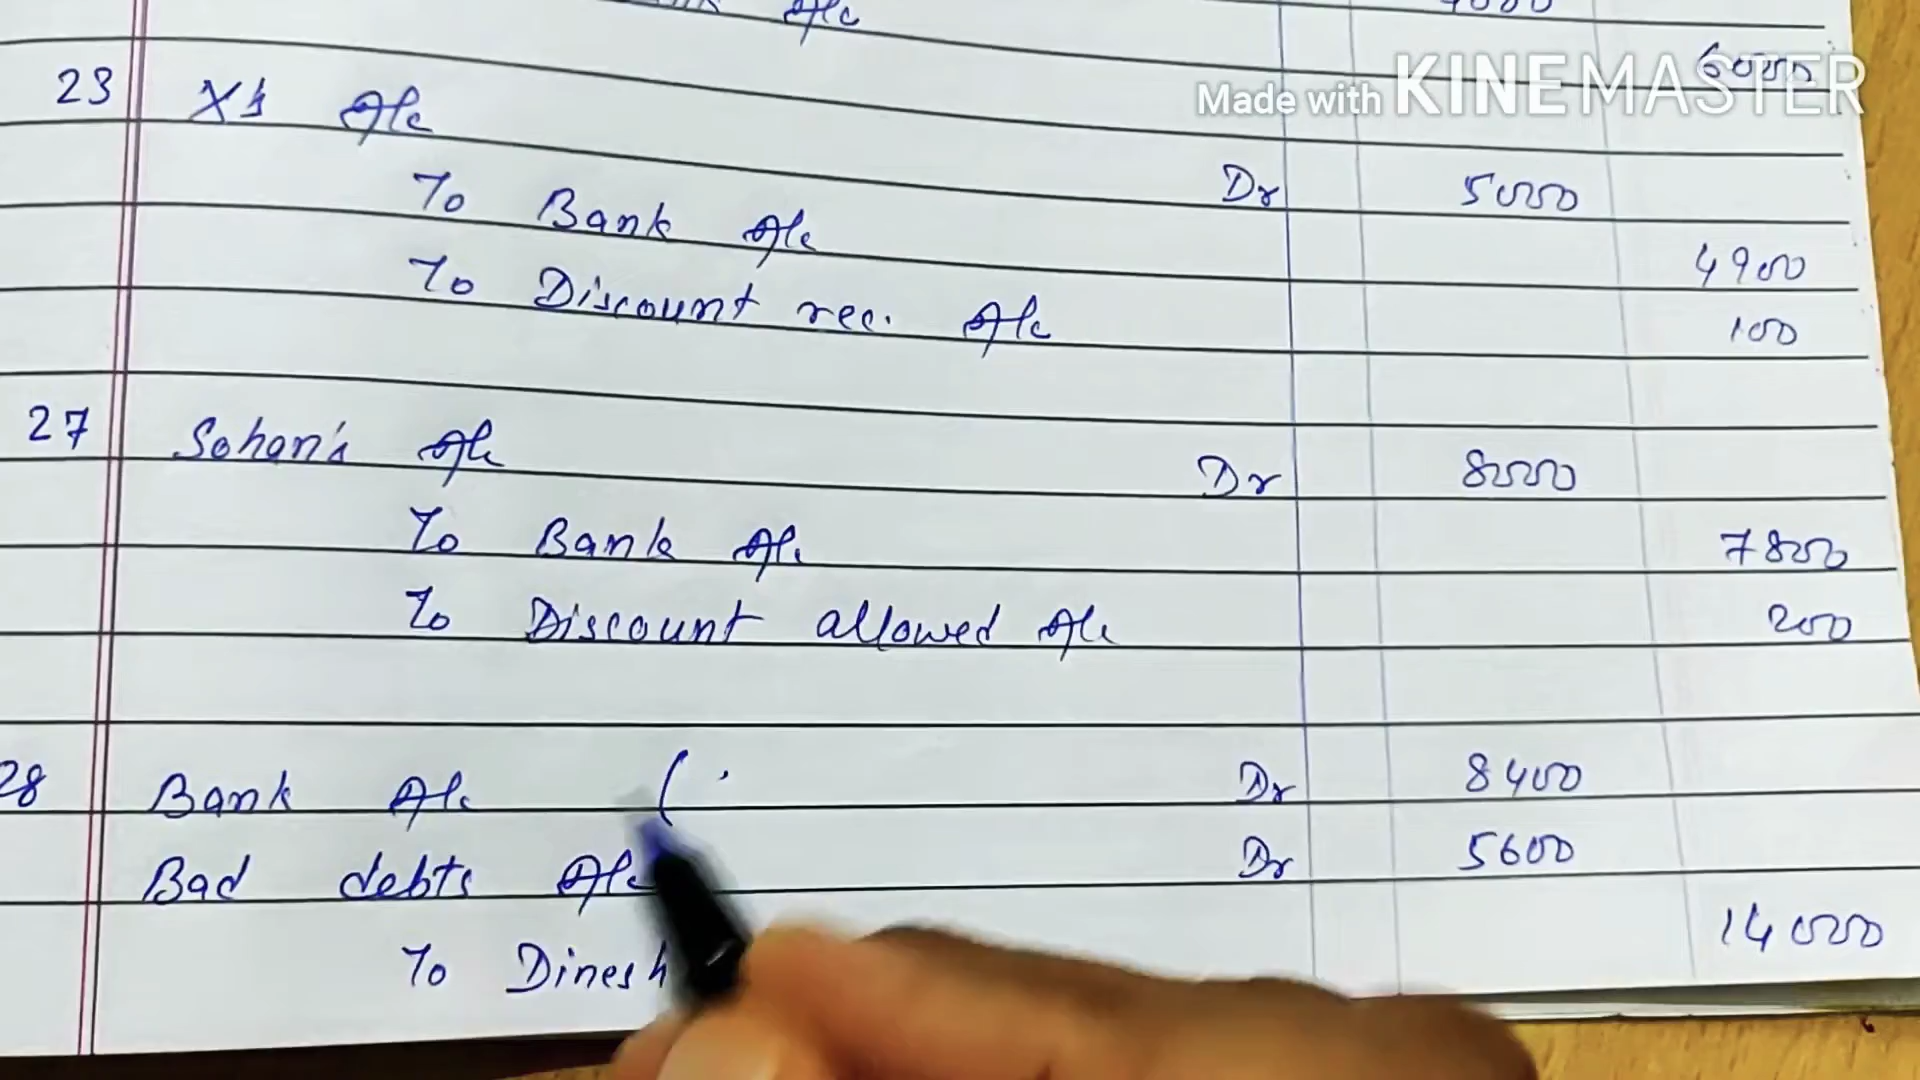 A/c
6000
Made with KINEMASTER
23 X's A/c Dr 5000
To Bank A/c 4900
To Discount rec. A/c 100
27 Sohan's A/c Dr 8000
To Bank A/c 7800
To Discount allowed A/c 200
28 Bank A/c ( Dr 8400
Bad debts A/c Dr 5600
To Dinesh 14000